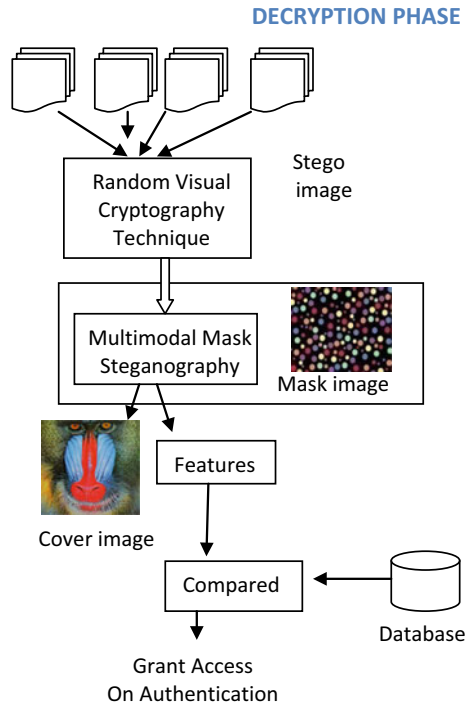 DECRYPTION PHASE
Stego
image
Random Visual
Cryptography
Technique
Multimodal Mask
Steganography
Mask image
Features
Cover image
Compared
Database
Grant Access
On Authentication